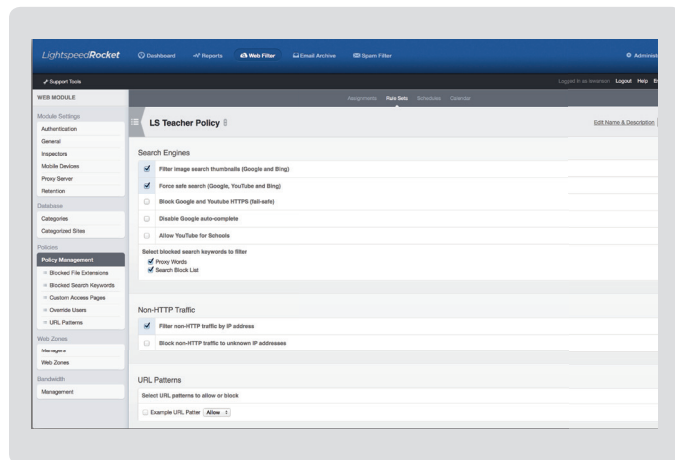 LightspeedRocket
Dashboard Reports Web Filter Email Archive Spam Filter Administ
Support Tools Logged in as Logout Help En
WEB MODULE Assignments Rule Sets Schedules Calendar
LS Teacher Policy Edit Name & Description
Module Settings
Authentication
General
Inspectors
Mobile Devices
Proxy Server
Retention
Database
Categories
Categorized Sites
Policies
Policy Management
Blocked File Extensions
Blocked Search Keywords
Custom Access Pages
Override Users
URL Patterns
Web Zones
Managers
Web Zones
Bandwidth
Management
Search Engines
Filter image search thumbnails (Google and Bing)
Force safe search (Google, YouTube and Bing)
Block Google and Youtube HTTPS (fail-safe)
Disable Google auto-complete
Allow YouTube for Schools
Select blocked search keywords to filter
Proxy Words
Search Block List
Non-HTTP Traffic
Filter non-HTTP traffic by IP address
Block non-HTTP traffic to unknown IP addresses
URL Patterns
Select URL patterns to allow or block
Example URL Patter Allow